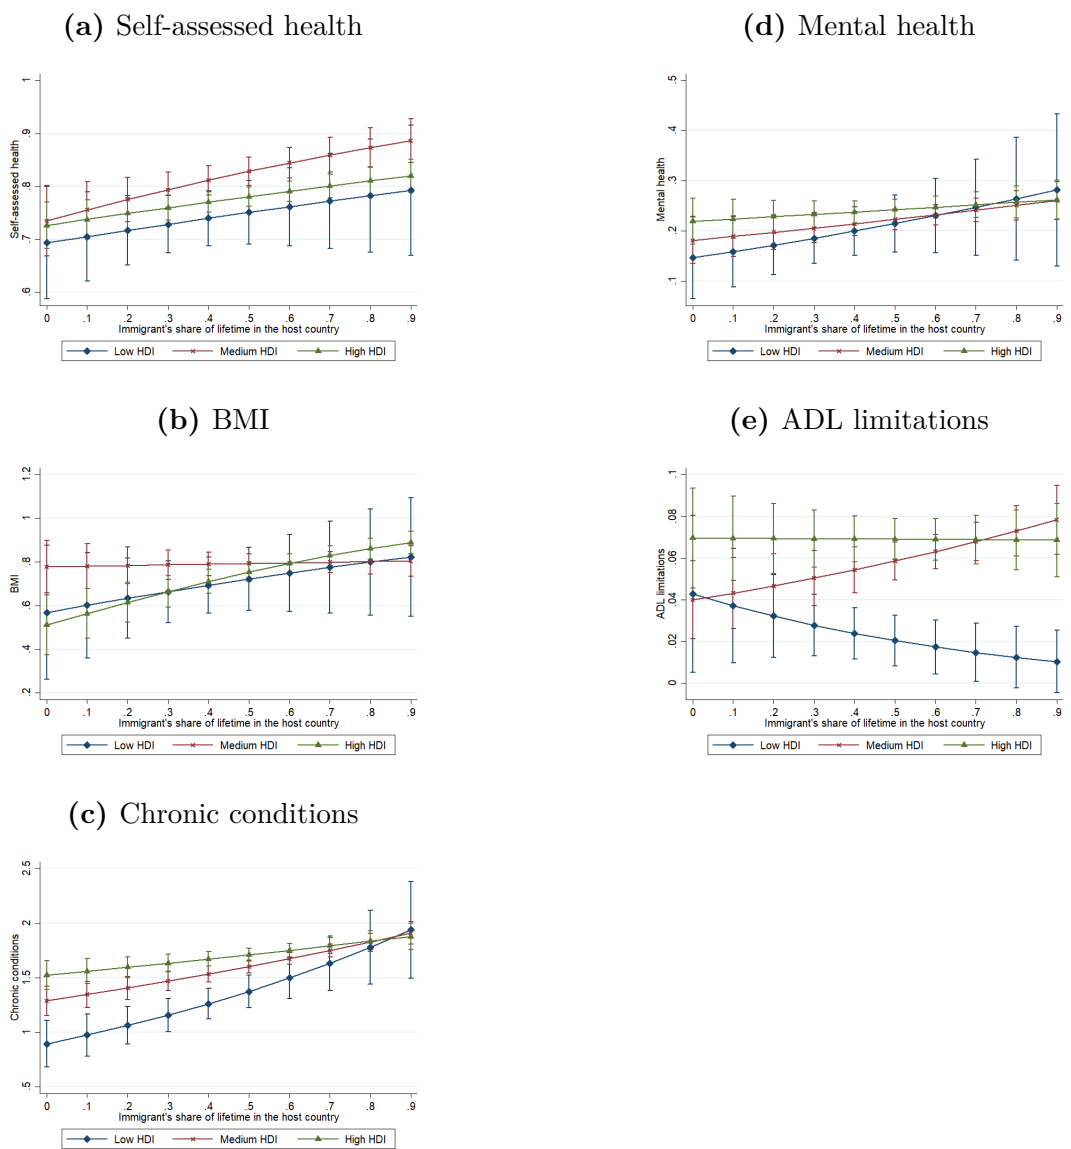 (a) Self-assessed health
Self-assessed health
1
.9
.8
.7
.6
0 .1 .2 .3 .4 .5 .6 .7 .8 .9
Immigrant's share of lifetime in the host country
Low HDI Medium HDI High HDI
(d) Mental health
Mental health
.5
.4
.3
.2
.1
0 .1 .2 .3 .4 .5 .6 .7 .8 .9
Immigrant's share of lifetime in the host country
Low HDI Medium HDI High HDI
(b) BMI
BMI
1.2
1
.8
.6
.4
.2
0 .1 .2 .3 .4 .5 .6 .7 .8 .9
Immigrant's share of lifetime in the host country
Low HDI Medium HDI High HDI
(e) ADL limitations
ADL limitations
.1
.08
.06
.04
.02
0
0 .1 .2 .3 .4 .5 .6 .7 .8 .9
Immigrant's share of lifetime in the host country
Low HDI Medium HDI High HDI
(c) Chronic conditions
Chronic conditions
2.5
2
1.5
1
.5
0 .1 .2 .3 .4 .5 .6 .7 .8 .9
Immigrant's share of lifetime in the host country
Low HDI Medium HDI High HDI